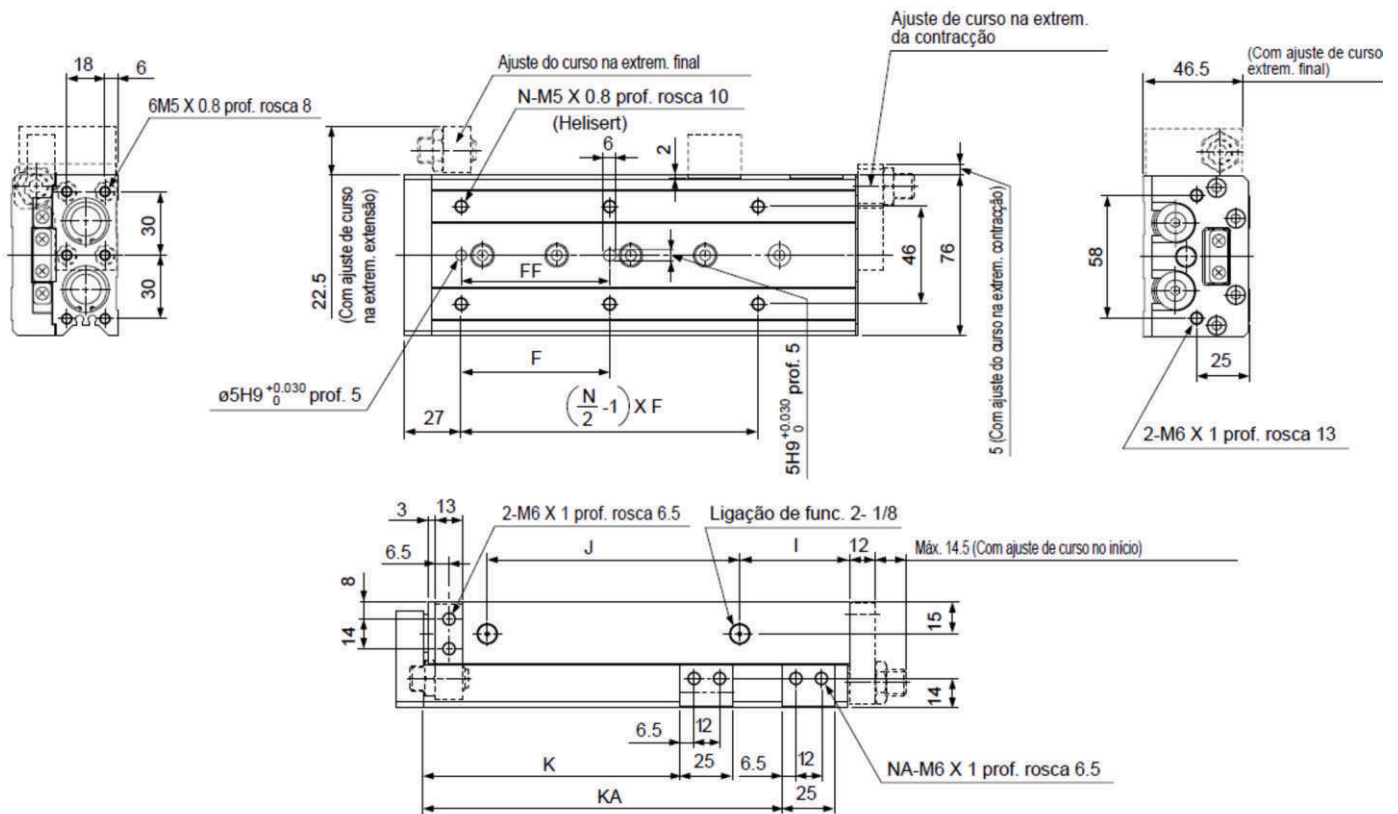 18
6
6M5 X 0.8 prof. rosca 8
30
30
Ajuste do curso na extrem. final
N-M5 X 0.8 prof. rosca 10
(Helisert)
6
2
22.5
(Com ajuste de curso
na extrem. extensão)
FF
F
ø5H9 +0.030 0 prof. 5
27
(N/2 -1) X F
5H9 +0.030 0 prof. 5
Ajuste de curso na extrem.
da contracção
46
76
5 (Com ajuste do curso na extrem. contracção)
46.5
(Com ajuste de curso
extrem. final)
58
25
2-M6 X 1 prof. rosca 13
3
13
2-M6 X 1 prof. rosca 6.5
Ligação de func. 2- 1/8
6.5
J
I
12
Máx. 14.5 (Com ajuste de curso no início)
8
14
15
14
6.5
12
25
6.5
12
25
K
KA
NA-M6 X 1 prof. rosca 6.5